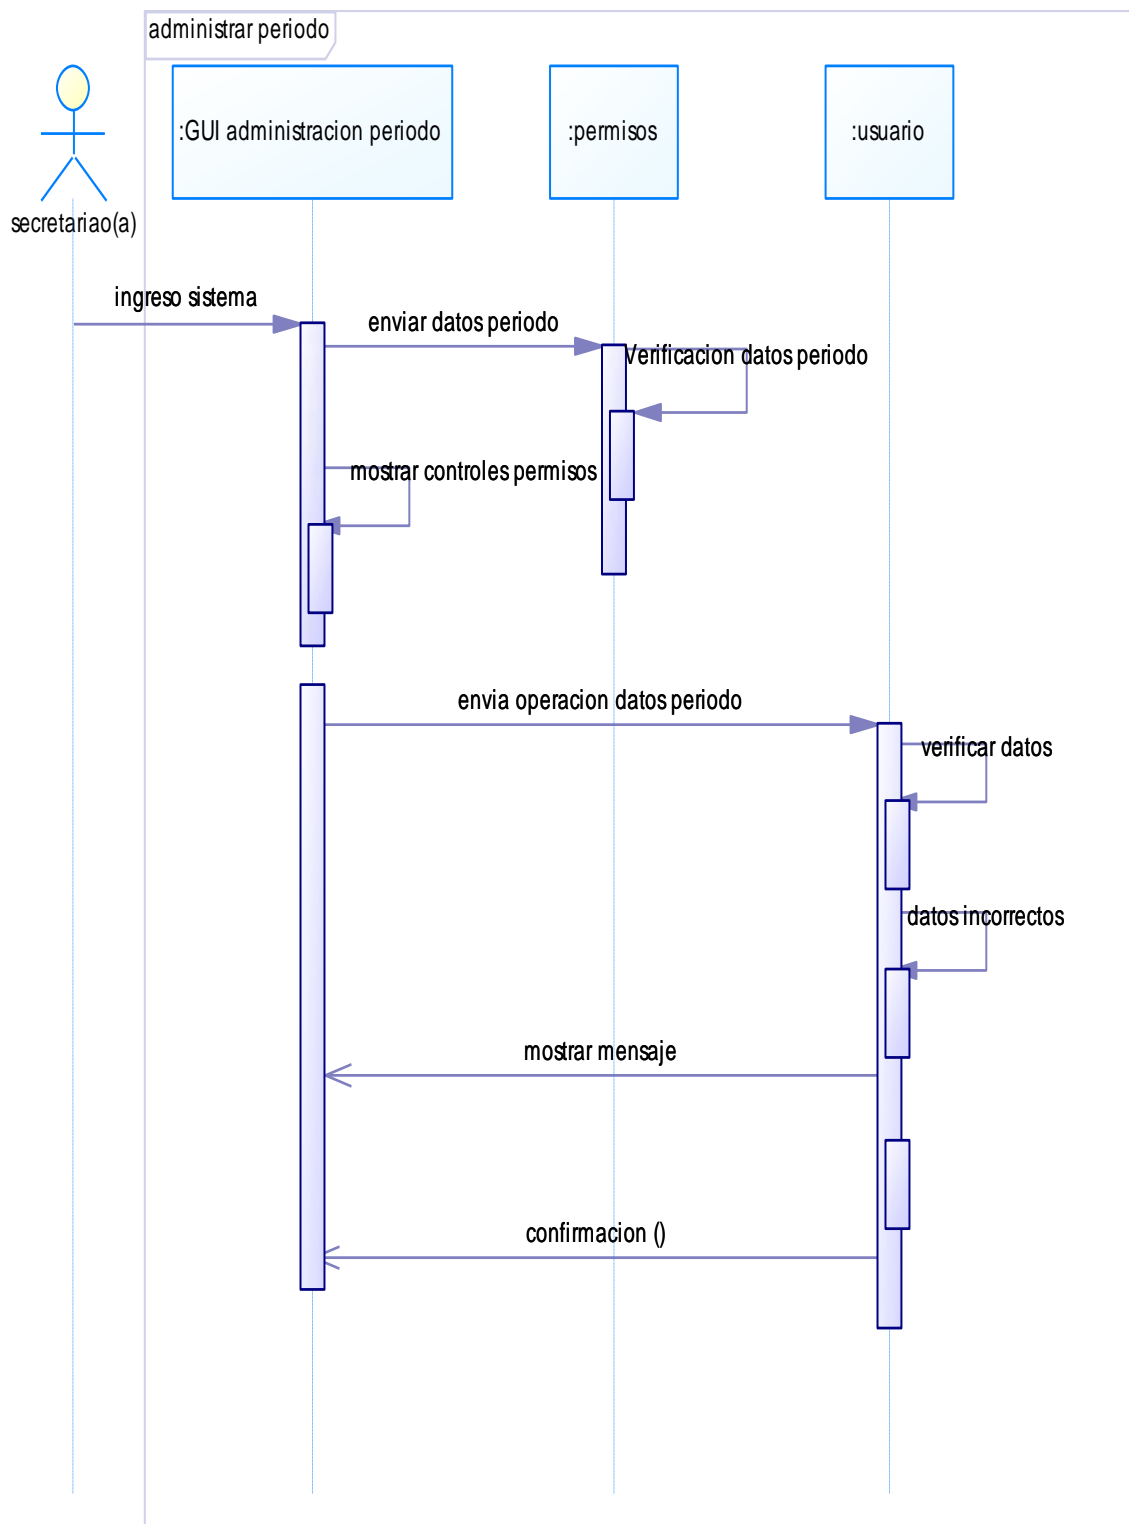 administrar periodo
:GUI administracion periodo
:permisos
:usuario
secretariao(a)
ingreso sistema
enviar datos periodo
Verificacion datos periodo
mostrar controles permisos
envia operacion datos periodo
verificar datos
datos incorrectos
mostrar mensaje
confirmacion ()